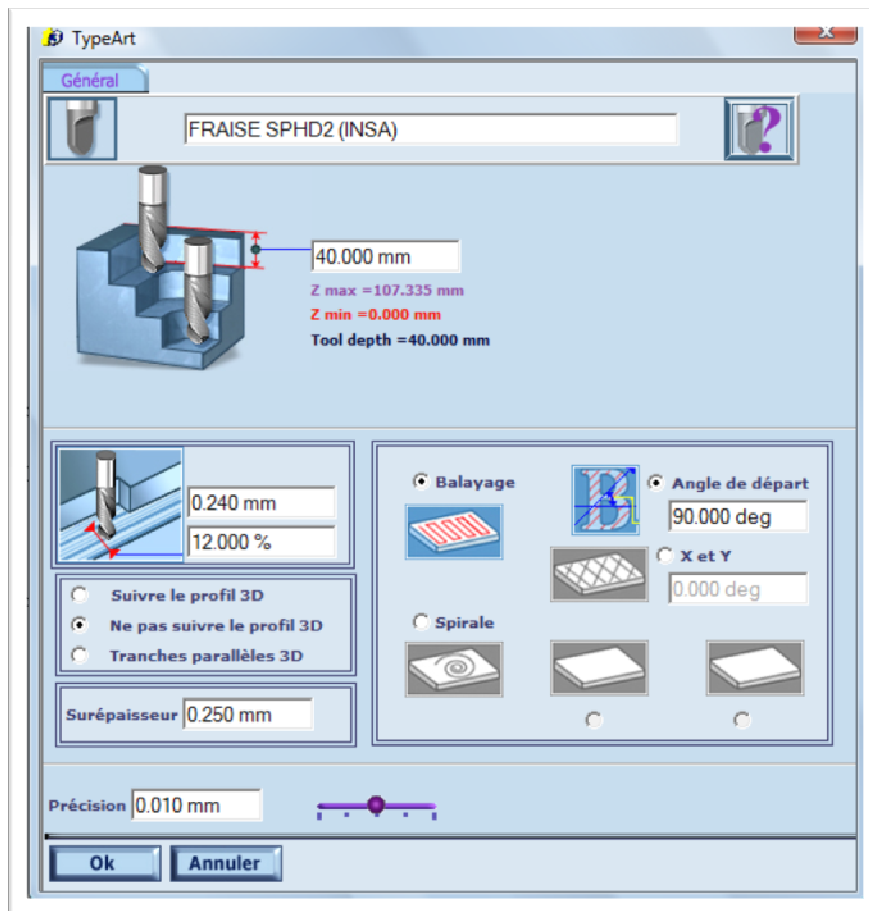 TypeArt
Général
FRAISE SPHD2 (INSA)
?
40.000 mm
Z max =107.335 mm
Z min =0.000 mm
Tool depth =40.000 mm
0.240 mm
12.000 %
Suivre le profil 3D
Ne pas suivre le profil 3D
Tranches parallèles 3D
Surépaisseur 0.250 mm
Balayage
Angle de départ
90.000 deg
X et Y
0.000 deg
Spirale
Précision 0.010 mm
Ok Annuler